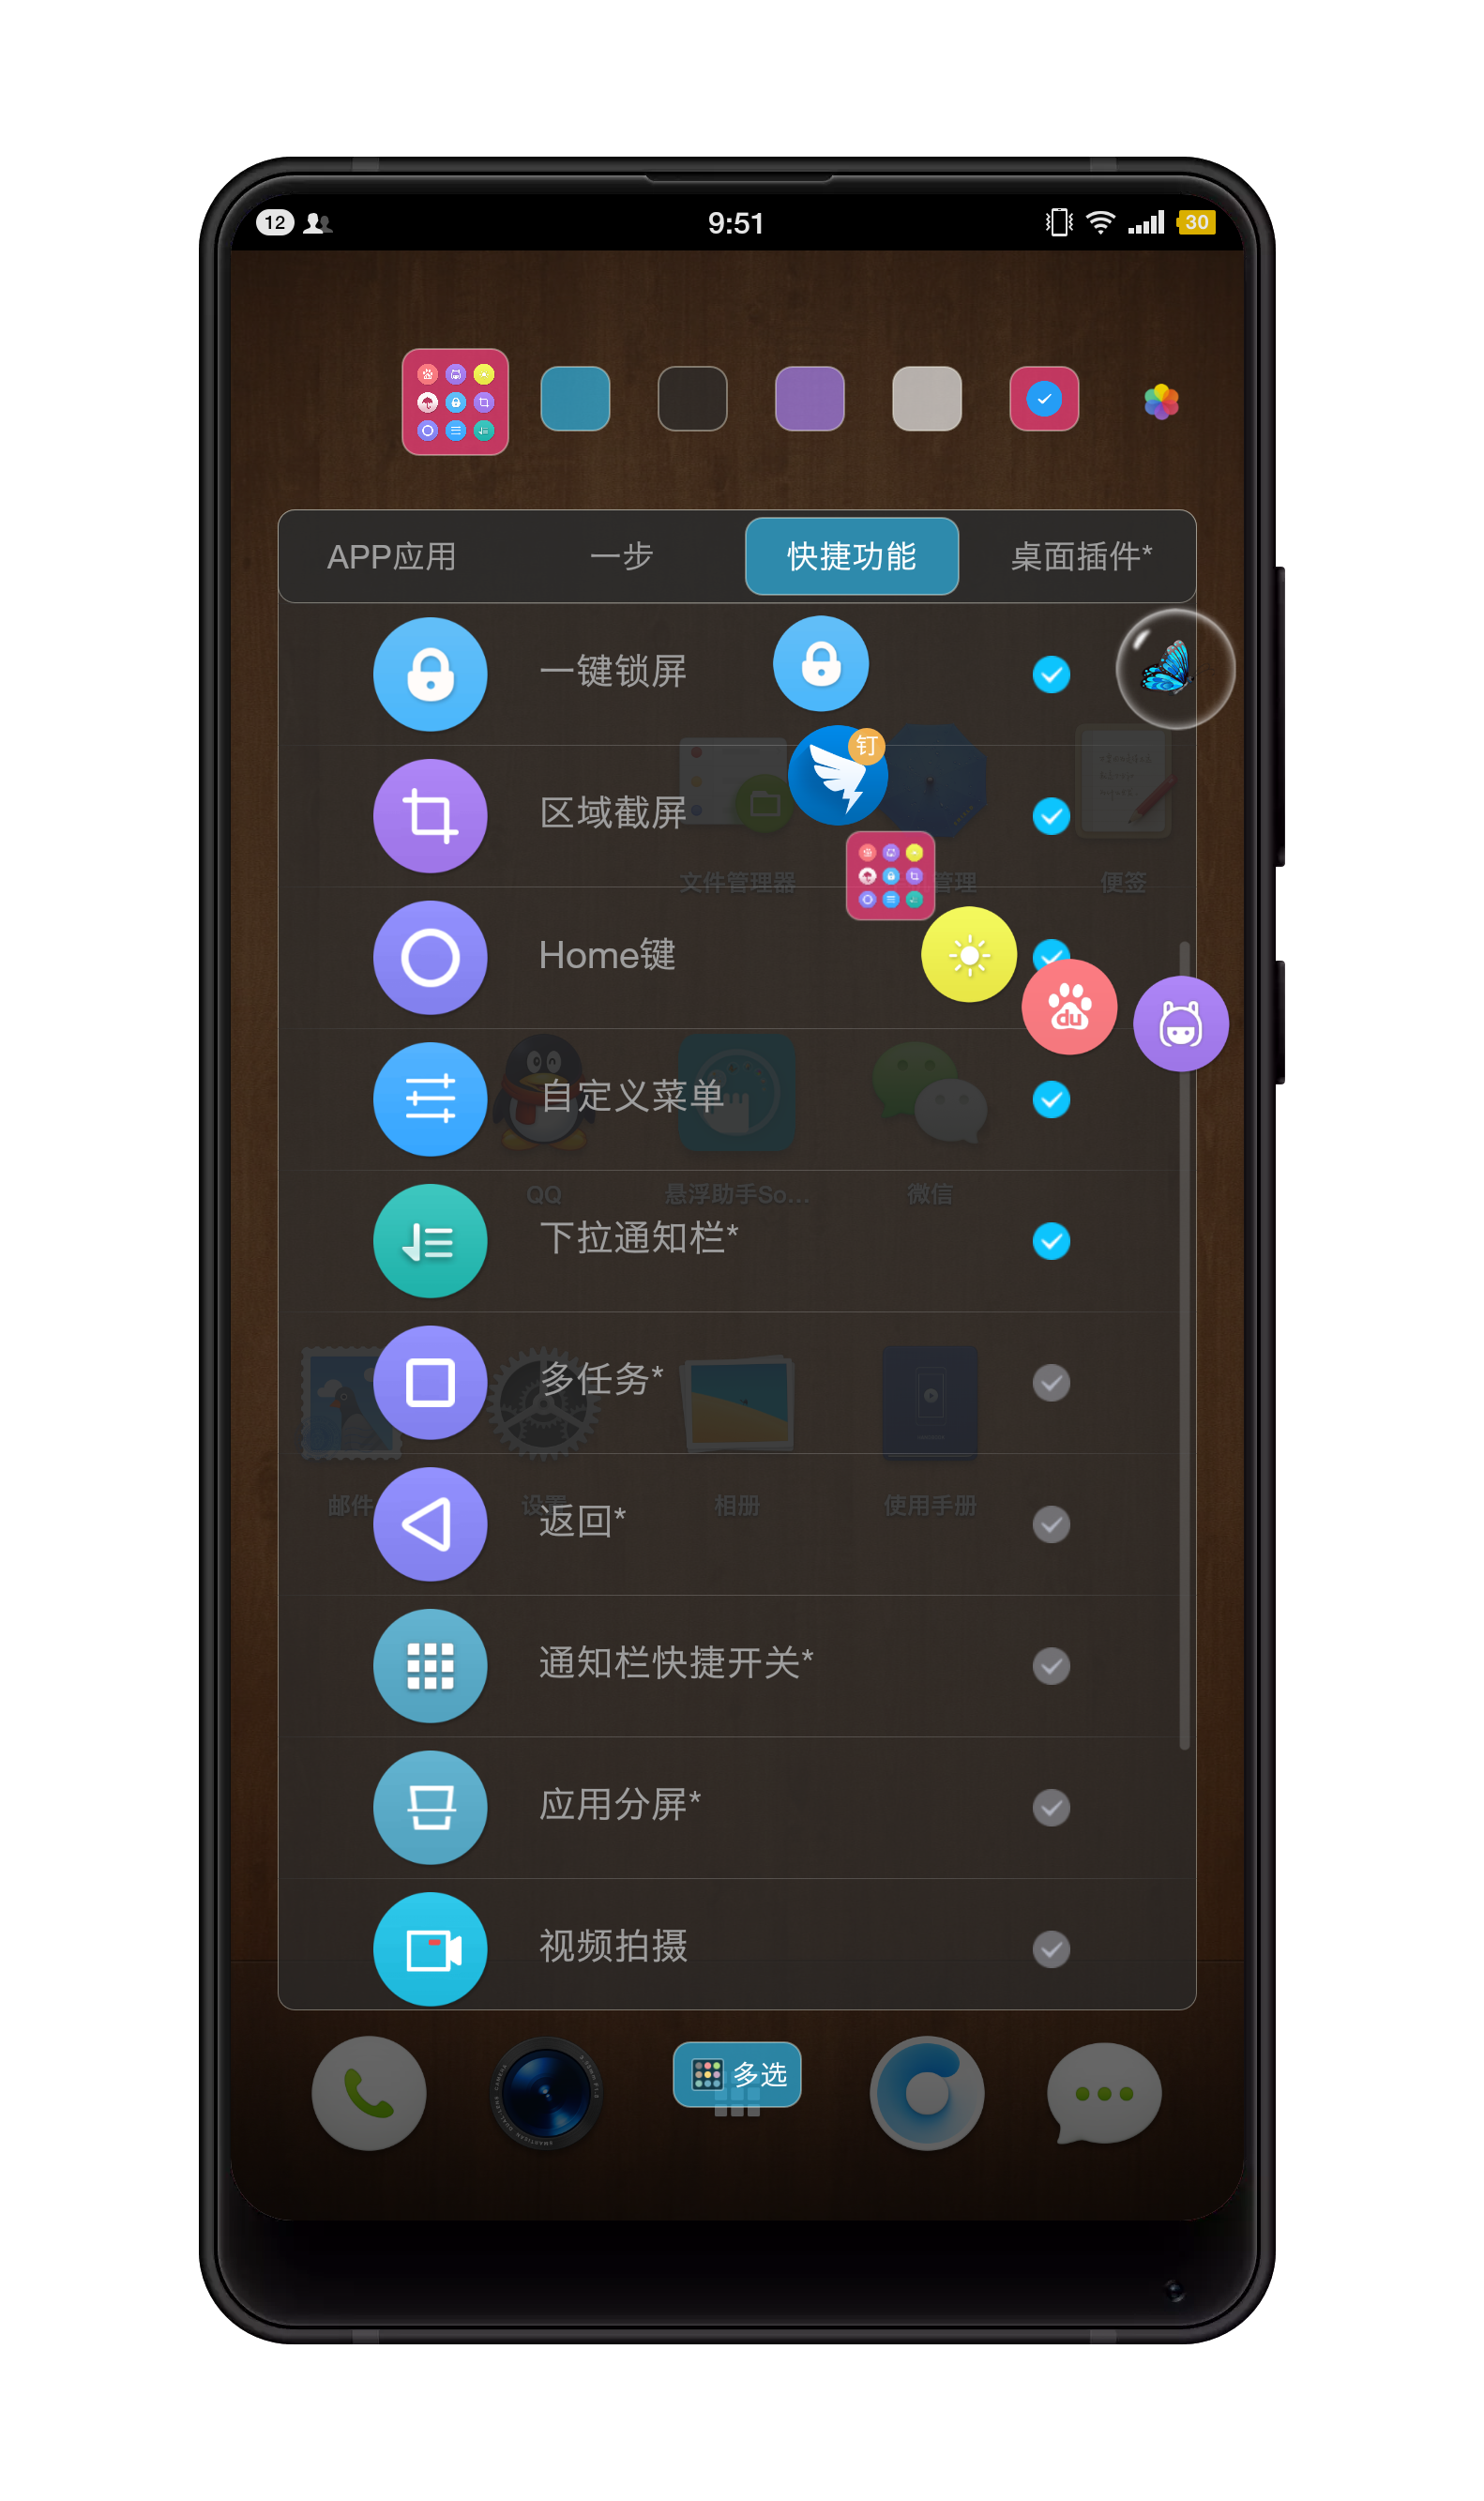 12
9:51
30
APP应用
一步
快捷功能
桌面插件*
一键锁屏
钉
区域截屏
文件管理器
管理
便签
Home键
du
自定义菜单
QQ
悬浮助手So...
微信
下拉通知栏*
多任务*
邮件
设置
相册
使用手册
返回*
通知栏快捷开关*
应用分屏*
视频拍摄
多选